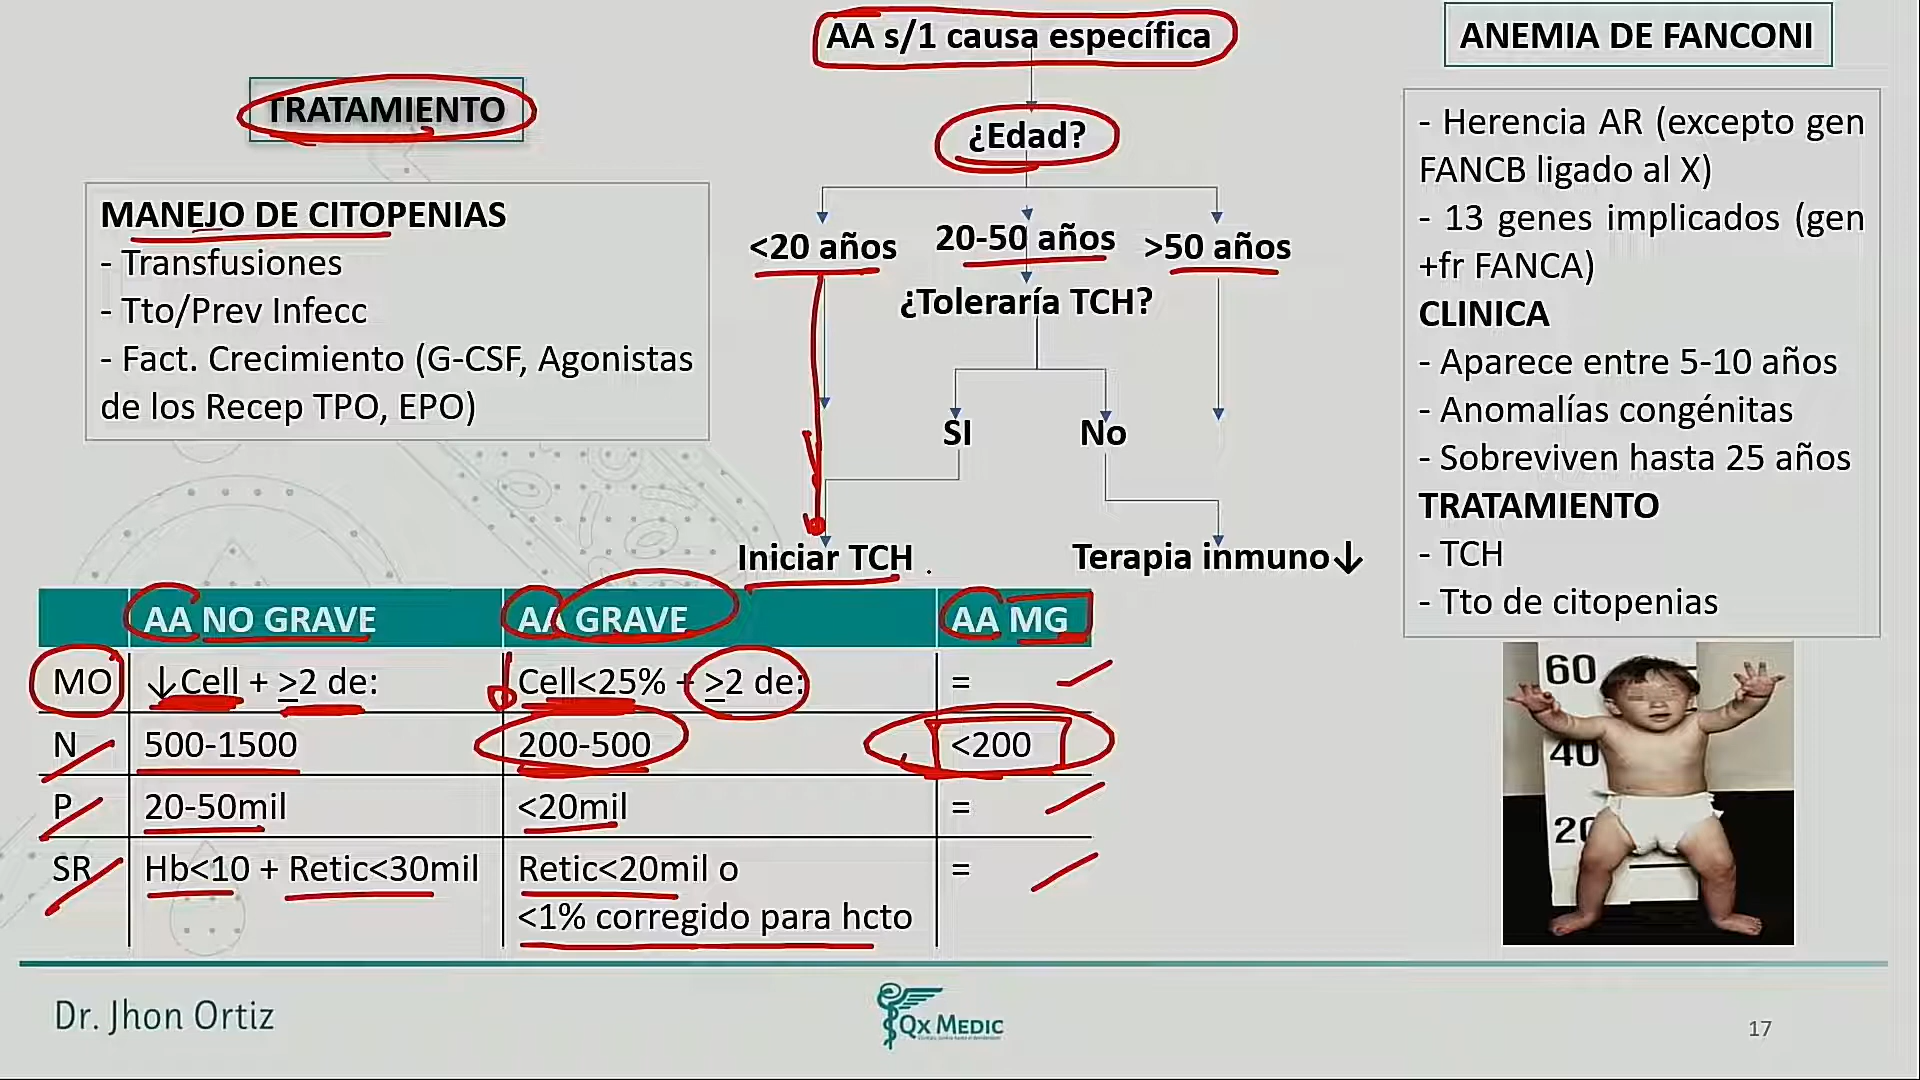 TRATAMIENTO
MANEJO DE CITOPENIAS
- Transfusiones
- Tto/Prev Infecc
- Fact. Crecimiento (G-CSF, Agonistas
de los Recep TPO, EPO)
AA s/1 causa específica
¿Edad?
<20 años
20-50 años
>50 años
¿Toleraría TCH?
SI
No
Iniciar TCH
Terapia inmuno↓
AA NO GRAVE
AA GRAVE
AA MG
MO
↓Cell + >2 de:
Cell<25% + >2 de:
=
N
500-1500
200-500
<200
P
20-50mil
<20mil
=
SR
Hb<10 + Retic<30mil
Retic<20mil o
<1% corregido para hcto
=
ANEMIA DE FANCONI
- Herencia AR (excepto gen
FANCB ligado al X)
- 13 genes implicados (gen
+fr FANCA)
CLINICA
- Aparece entre 5-10 años
- Anomalías congénitas
- Sobreviven hasta 25 años
TRATAMIENTO
- TCH
- Tto de citopenias
60
40
20
Dr. Jhon Ortiz
QX MEDIC
17